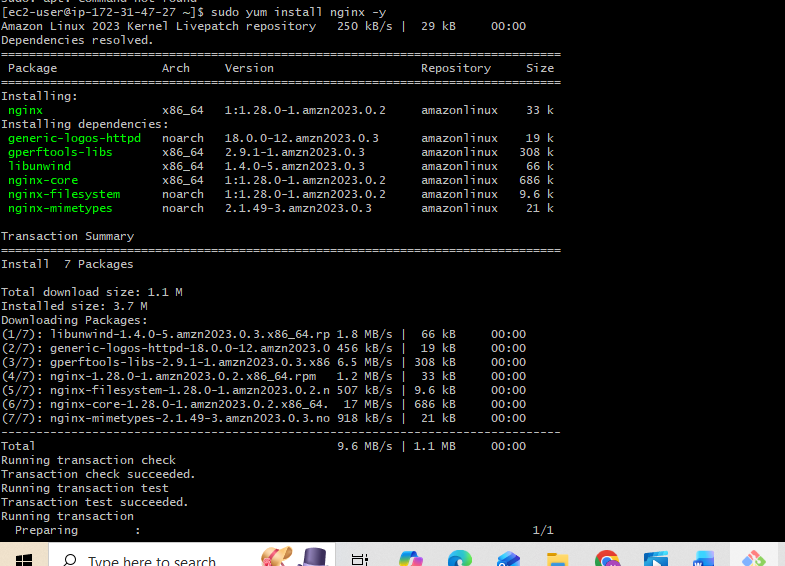 sudo: apt: command not found
[ec2-user@ip-172-31-47-27 ~]$ sudo yum install nginx -y
Amazon Linux 2023 Kernel Livepatch repository   250 kB/s |  29 kB     00:00
Dependencies resolved.
================================================================================
 Package               Arch     Version                     Repository     Size
================================================================================
Installing:
 nginx                 x86_64   1:1.28.0-1.amzn2023.0.2     amazonlinux    33 k
Installing dependencies:
 generic-logos-httpd   noarch   18.0.0-12.amzn2023.0.3      amazonlinux    19 k
 gperftools-libs       x86_64   2.9.1-1.amzn2023.0.3        amazonlinux   308 k
 libunwind             x86_64   1.4.0-5.amzn2023.0.3        amazonlinux    66 k
 nginx-core            x86_64   1:1.28.0-1.amzn2023.0.2     amazonlinux   686 k
 nginx-filesystem      noarch   1:1.28.0-1.amzn2023.0.2     amazonlinux   9.6 k
 nginx-mimetypes       noarch   2.1.49-3.amzn2023.0.3       amazonlinux    21 k
Transaction Summary
================================================================================
Install  7 Packages
Total download size: 1.1 M
Installed size: 3.7 M
Downloading Packages:
(1/7): libunwind-1.4.0-5.amzn2023.0.3.x86_64.rp 1.8 MB/s |  66 kB     00:00
(2/7): generic-logos-httpd-18.0.0-12.amzn2023.0 456 kB/s |  19 kB     00:00
(3/7): gperftools-libs-2.9.1-1.amzn2023.0.3.x86 6.5 MB/s | 308 kB     00:00
(4/7): nginx-1.28.0-1.amzn2023.0.2.x86_64.rpm   1.2 MB/s |  33 kB     00:00
(5/7): nginx-filesystem-1.28.0-1.amzn2023.0.2.n 507 kB/s | 9.6 kB     00:00
(6/7): nginx-core-1.28.0-1.amzn2023.0.2.x86_64.  17 MB/s | 686 kB     00:00
(7/7): nginx-mimetypes-2.1.49-3.amzn2023.0.3.no 918 kB/s |  21 kB     00:00
--------------------------------------------------------------------------------
Total                                           9.6 MB/s | 1.1 MB     00:00
Running transaction check
Transaction check succeeded.
Running transaction test
Transaction test succeeded.
Running transaction
  Preparing        :                                                        1/1
Type here to search